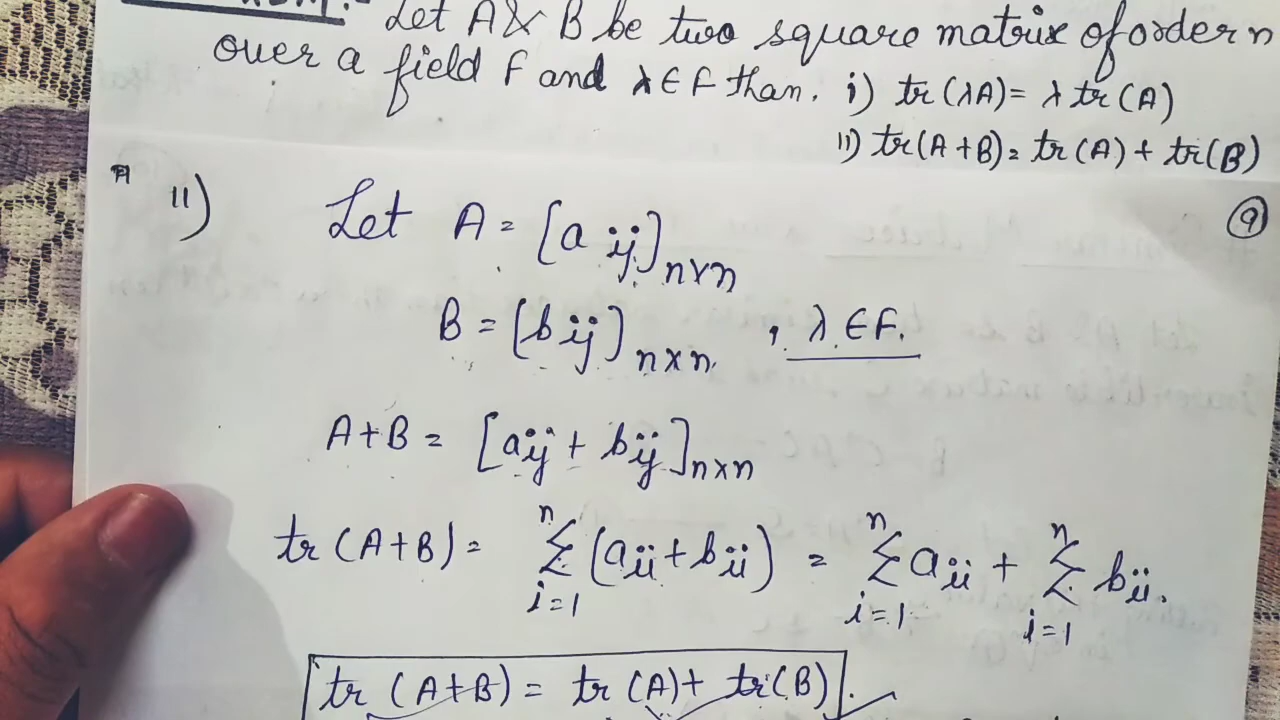 Let A & B be two square matrix of order n
over a field F and λ ∈ F than. i) tr(λA) = λ tr(A)
ii) tr(A+B) = tr(A) + tr(B)
9
ii) Let A = [aij]n×n
B = [bij]n×n , λ ∈ F.
A+B = [aij + bij]n×n
tr(A+B) = n∑i=1 (aii + bii) = n∑i=1 aii + n∑i=1 bii.
tr(A+B) = tr(A) + tr(B).